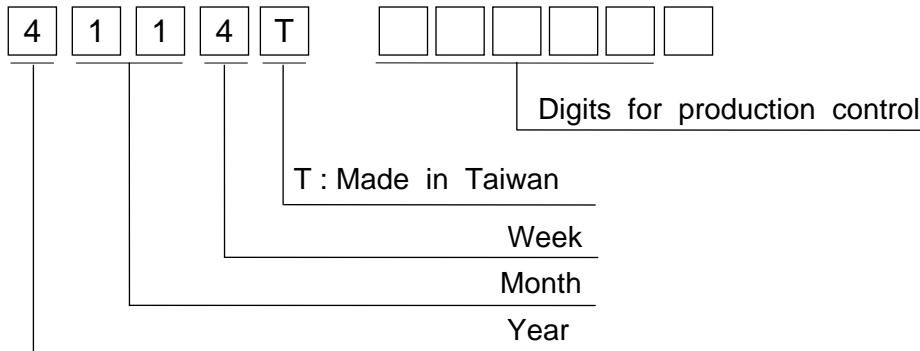 4 1 1 4 T
Digits for production control
T : Made in Taiwan
Week
Month
Year